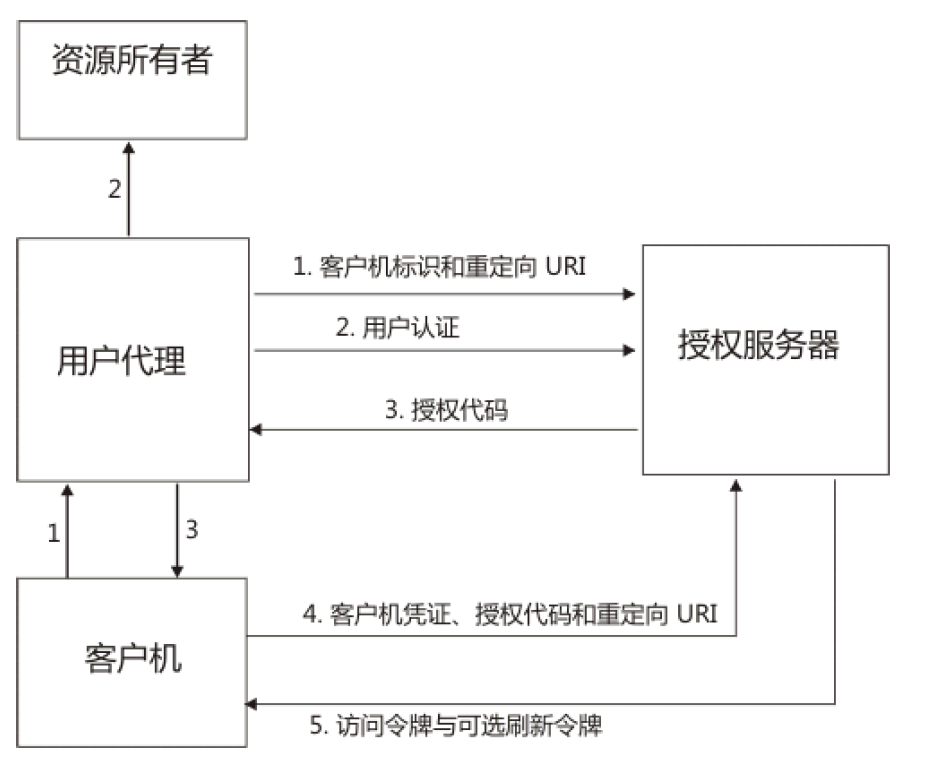 资源所有者
2
1. 客户机标识和重定向 URI
2. 用户认证
用户代理
授权服务器
3. 授权代码
1
3
4. 客户机凭证、授权代码和重定向 URI
客户机
5. 访问令牌与可选刷新令牌